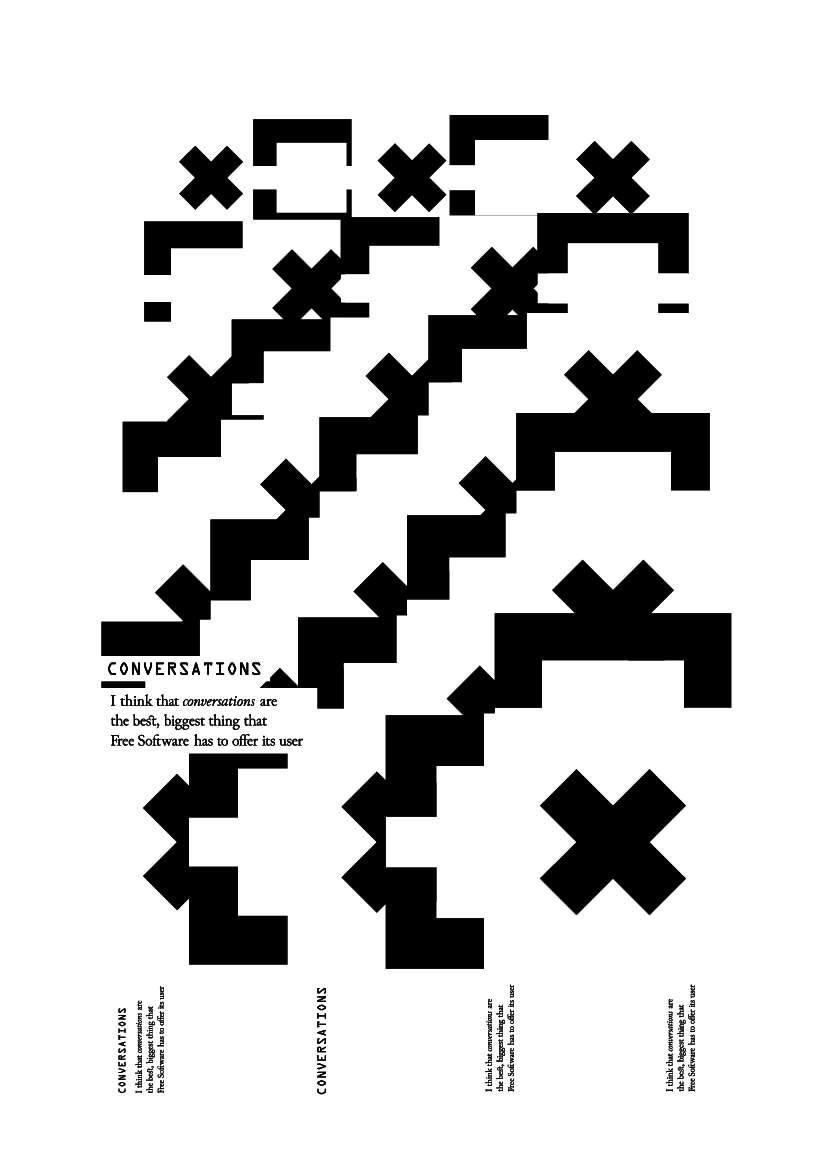 CONVERSATIONS
I think that conversations are
the best, biggest thing that
Free Software has to offer its user
CONVERSATIONS
I think that conversations are
the best, biggest thing that
Free Software has to offer its user
CONVERSATIONS
I think that conversations are
the best, biggest thing that
Free Software has to offer its user
I think that conversations are
the best, biggest thing that
Free Software has to offer its user